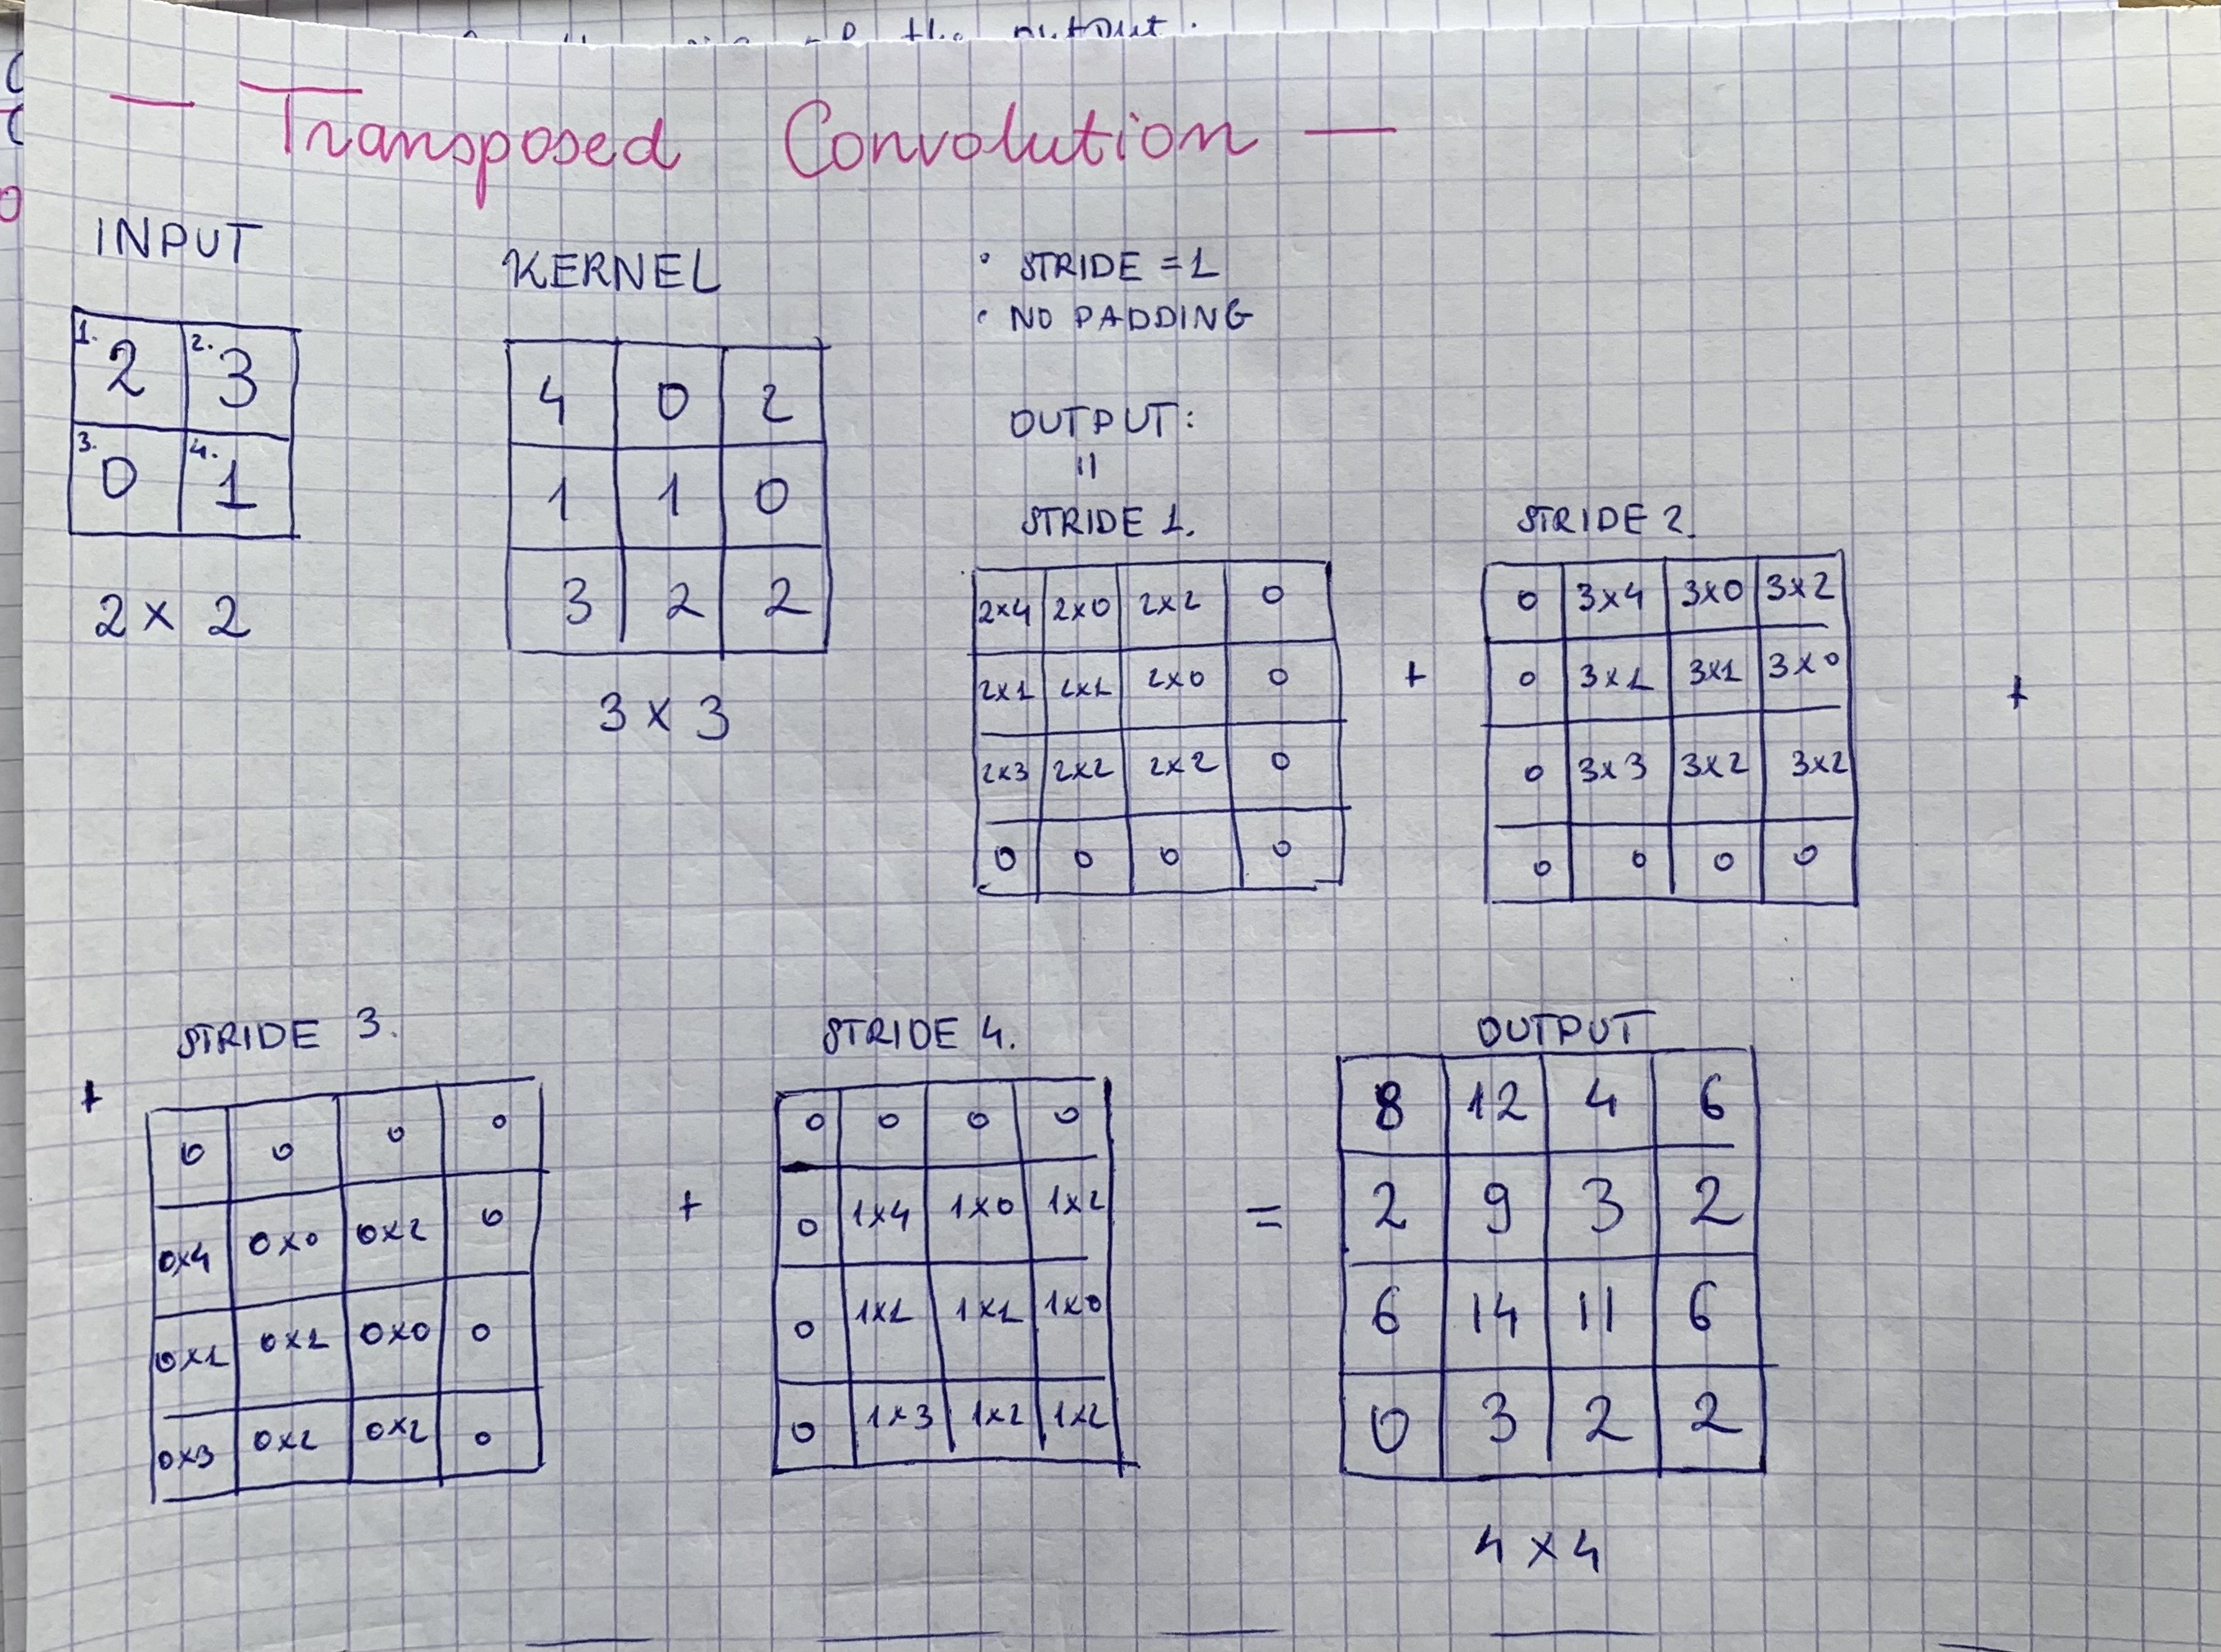 the output:
— Transposed Convolution —
INPUT
1. 2 2. 3
3. 0 4. 1
2 x 2
KERNEL
4 0 2
1 1 0
3 2 2
3 x 3
• STRIDE = 1
• NO PADDING
OUTPUT:
=
STRIDE 1.
2x4 2x0 2x2 0
2x1 2x1 2x0 0
2x3 2x2 2x2 0
0 0 0 0
+
STRIDE 2.
0 3x4 3x0 3x2
0 3x1 3x1 3x0
0 3x3 3x2 3x2
0 0 0 0
+
+
STRIDE 3.
0 0 0 0
0x4 0x0 0x2 0
0x1 0x1 0x0 0
0x3 0x2 0x2 0
+
STRIDE 4.
0 0 0 0
0 1x4 1x0 1x2
0 1x1 1x1 1x0
0 1x3 1x2 1x2
=
OUTPUT
8 12 4 6
2 9 3 2
6 14 11 6
0 3 2 2
4 x 4